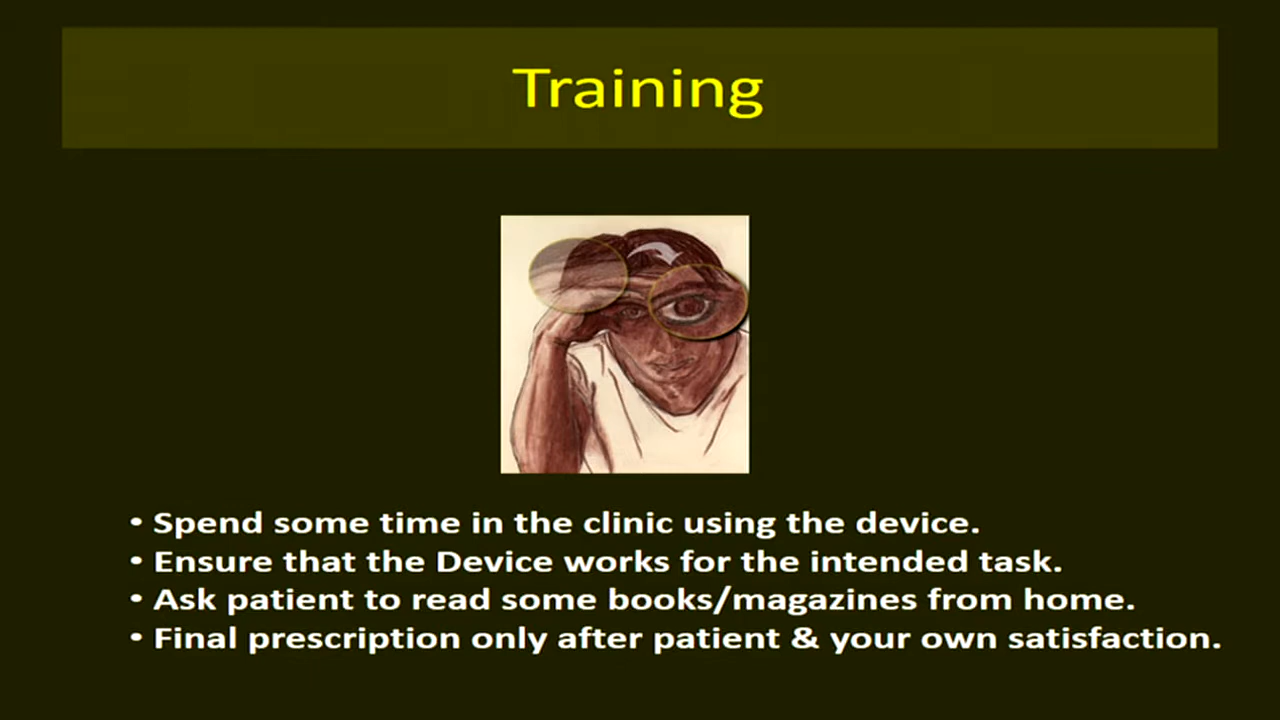 Training
• Spend some time in the clinic using the device.
• Ensure that the Device works for the intended task.
• Ask patient to read some books/magazines from home.
• Final prescription only after patient & your own satisfaction.